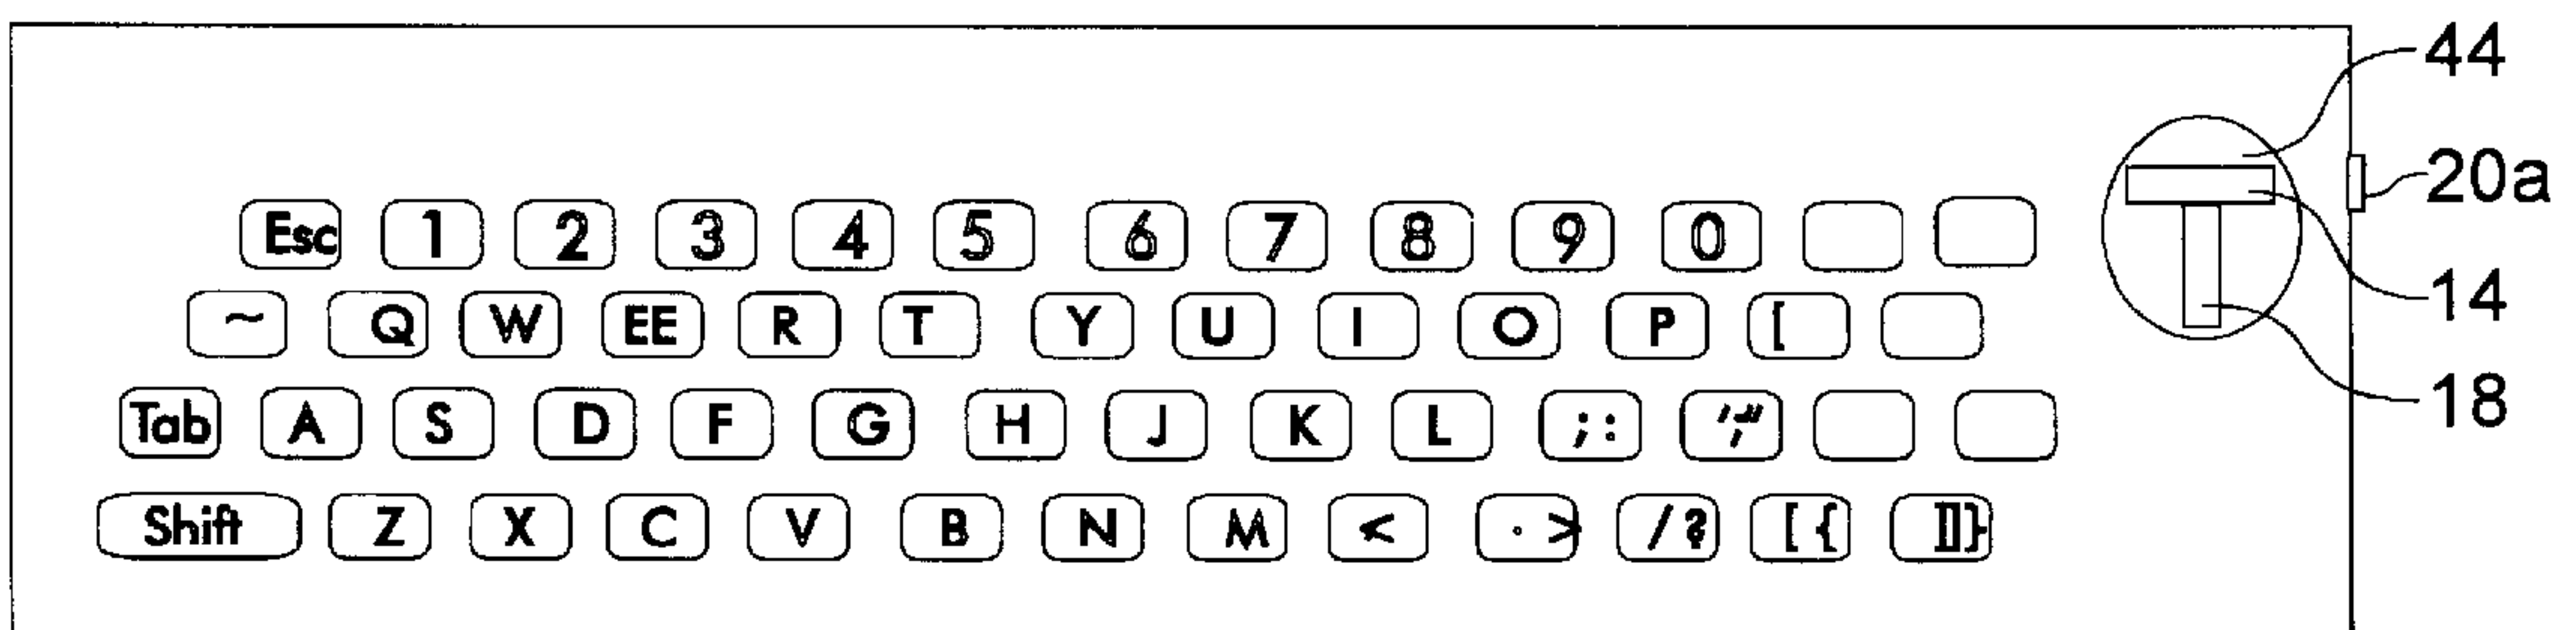 44
20a
Esc 1 2 3 4 5 6 7 8 9 0
14
~ Q W EE R T Y U I O P [
18
Tab A S D F G H J K L ;:
Shift Z X C V B N M < . > / ? [ { ]] }